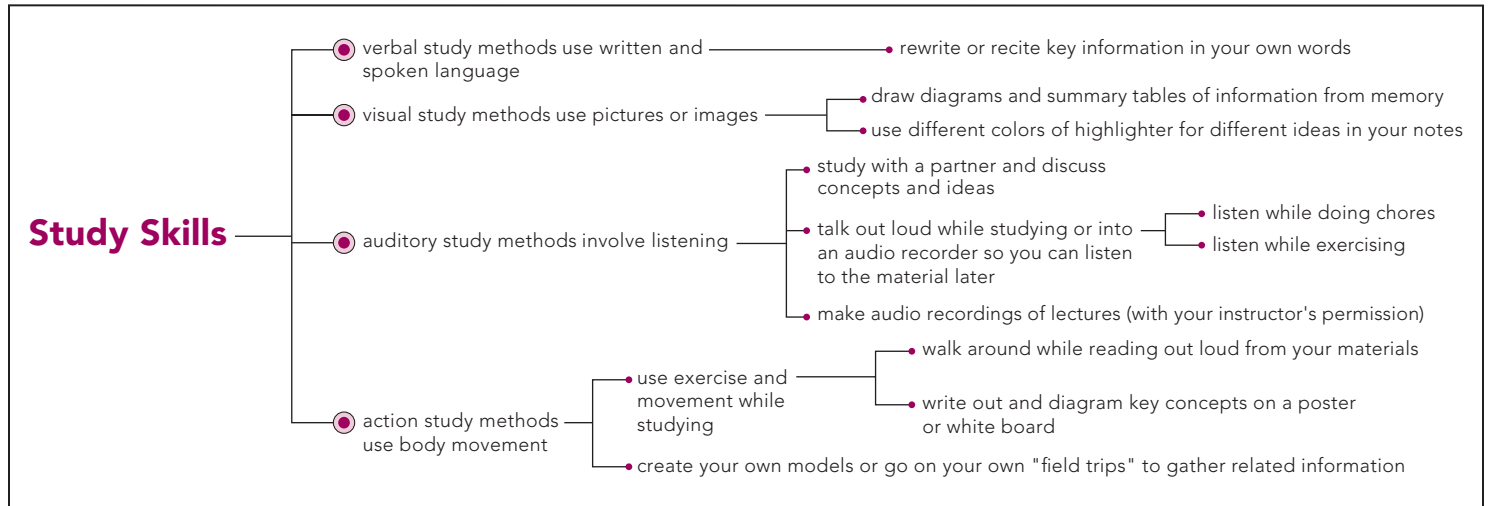 Study Skills
verbal study methods use written and
spoken language
rewrite or recite key information in your own words
visual study methods use pictures or images
draw diagrams and summary tables of information from memory
use different colors of highlighter for different ideas in your notes
auditory study methods involve listening
study with a partner and discuss
concepts and ideas
talk out loud while studying or into
an audio recorder so you can listen
to the material later
listen while doing chores
listen while exercising
make audio recordings of lectures (with your instructor's permission)
action study methods
use body movement
use exercise and
movement while
studying
walk around while reading out loud from your materials
write out and diagram key concepts on a poster
or white board
create your own models or go on your own "field trips" to gather related information